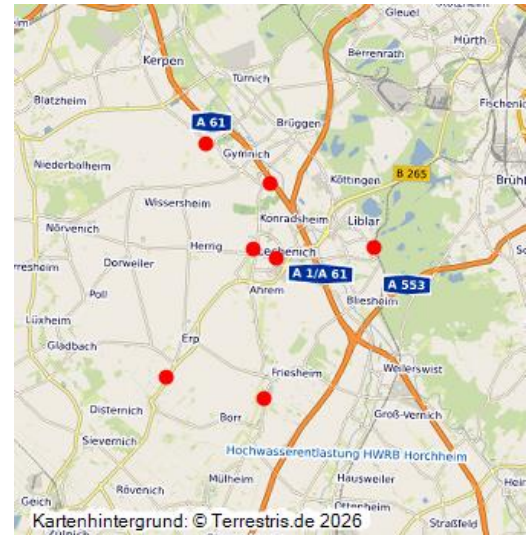 Gleuel
Hürth
Berrenrath
Kerpen
Türnich
Fischenic
Blatzheim
Brüggen
A 61
Gymnich
Niederbolheim
Köttingen
B 265
Brühl
Wissersheim
Konradsheim
Liblar
Nörvenich
Herrig
Lechenich
Dorweiler
A 1/A 61
A 553
Ahrem
Poll
Bliesheim
Lüxheim
Erp
Gladbach
Friesheim
Weilerswist
Disternich
Borr
Groß-Vernich
Sievernich
Hochwasserentlastung HWRB Horchheim
Mülheim
Hausweiler
Rövenich
Geich
Ottenheim
Straßfeld
Kartenhintergrund: © Terrestris.de 2026